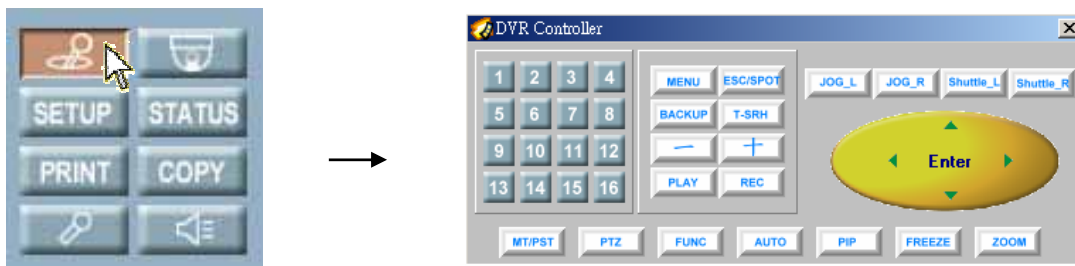 SETUP STATUS
PRINT COPY
DVR Controller
1 2 3 4
5 6 7 8
9 10 11 12
13 14 15 16
MENU ESC/SPOT
BACKUP T-SRH
一 十
PLAY REC
JOG_L JOG_R Shuttle_L Shuttle_R
Enter
MT/PST PTZ FUNC AUTO PIP FREEZE ZOOM